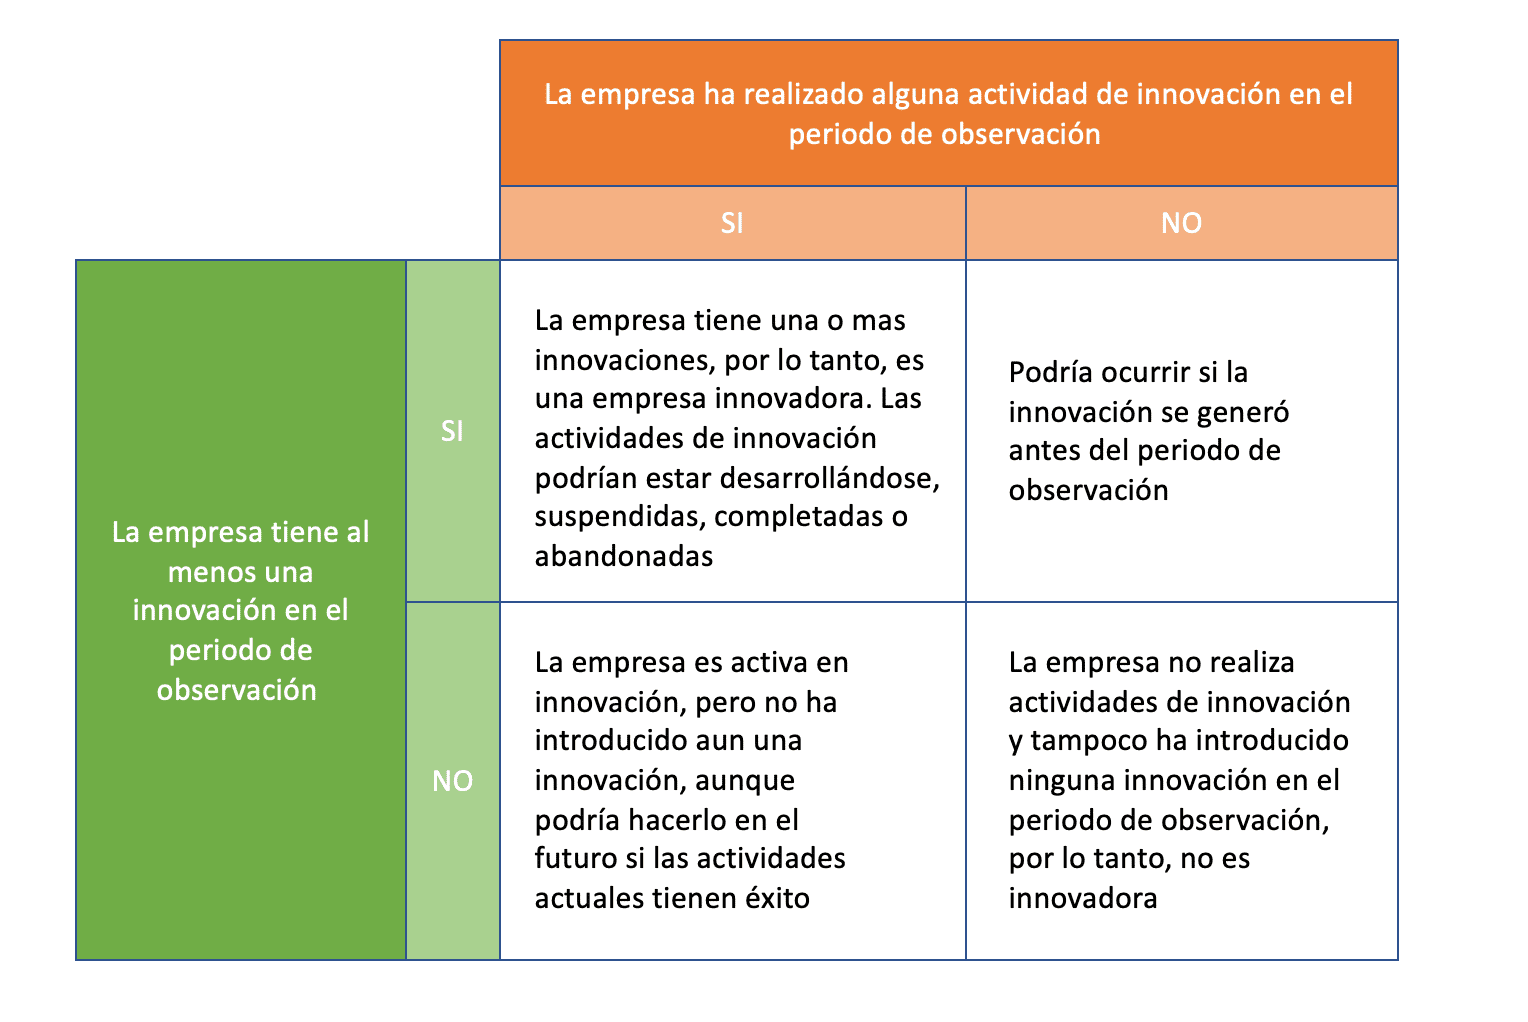 La empresa ha realizado alguna actividad de innovación en el
periodo de observación
SI
NO
La empresa tiene al
menos una
innovación en el
periodo de
observación
SI
La empresa tiene una o mas
innovaciones, por lo tanto, es
una empresa innovadora. Las
actividades de innovación
podrían estar desarrollándose,
suspendidas, completadas o
abandonadas
Podría ocurrir si la
innovación se generó
antes del periodo de
observación
NO
La empresa es activa en
innovación, pero no ha
introducido aun una
innovación, aunque
podría hacerlo en el
futuro si las actividades
actuales tienen éxito
La empresa no realiza
actividades de innovación
y tampoco ha introducido
ninguna innovación en el
periodo de observación,
por lo tanto, no es
innovadora